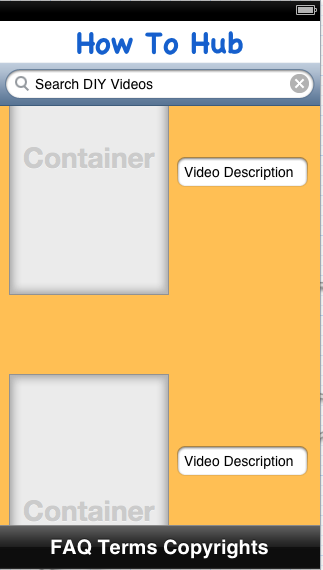 How To Hub
Search DIY Videos
Container
Video Description
Video Description
Container
FAQ Terms Copyrights